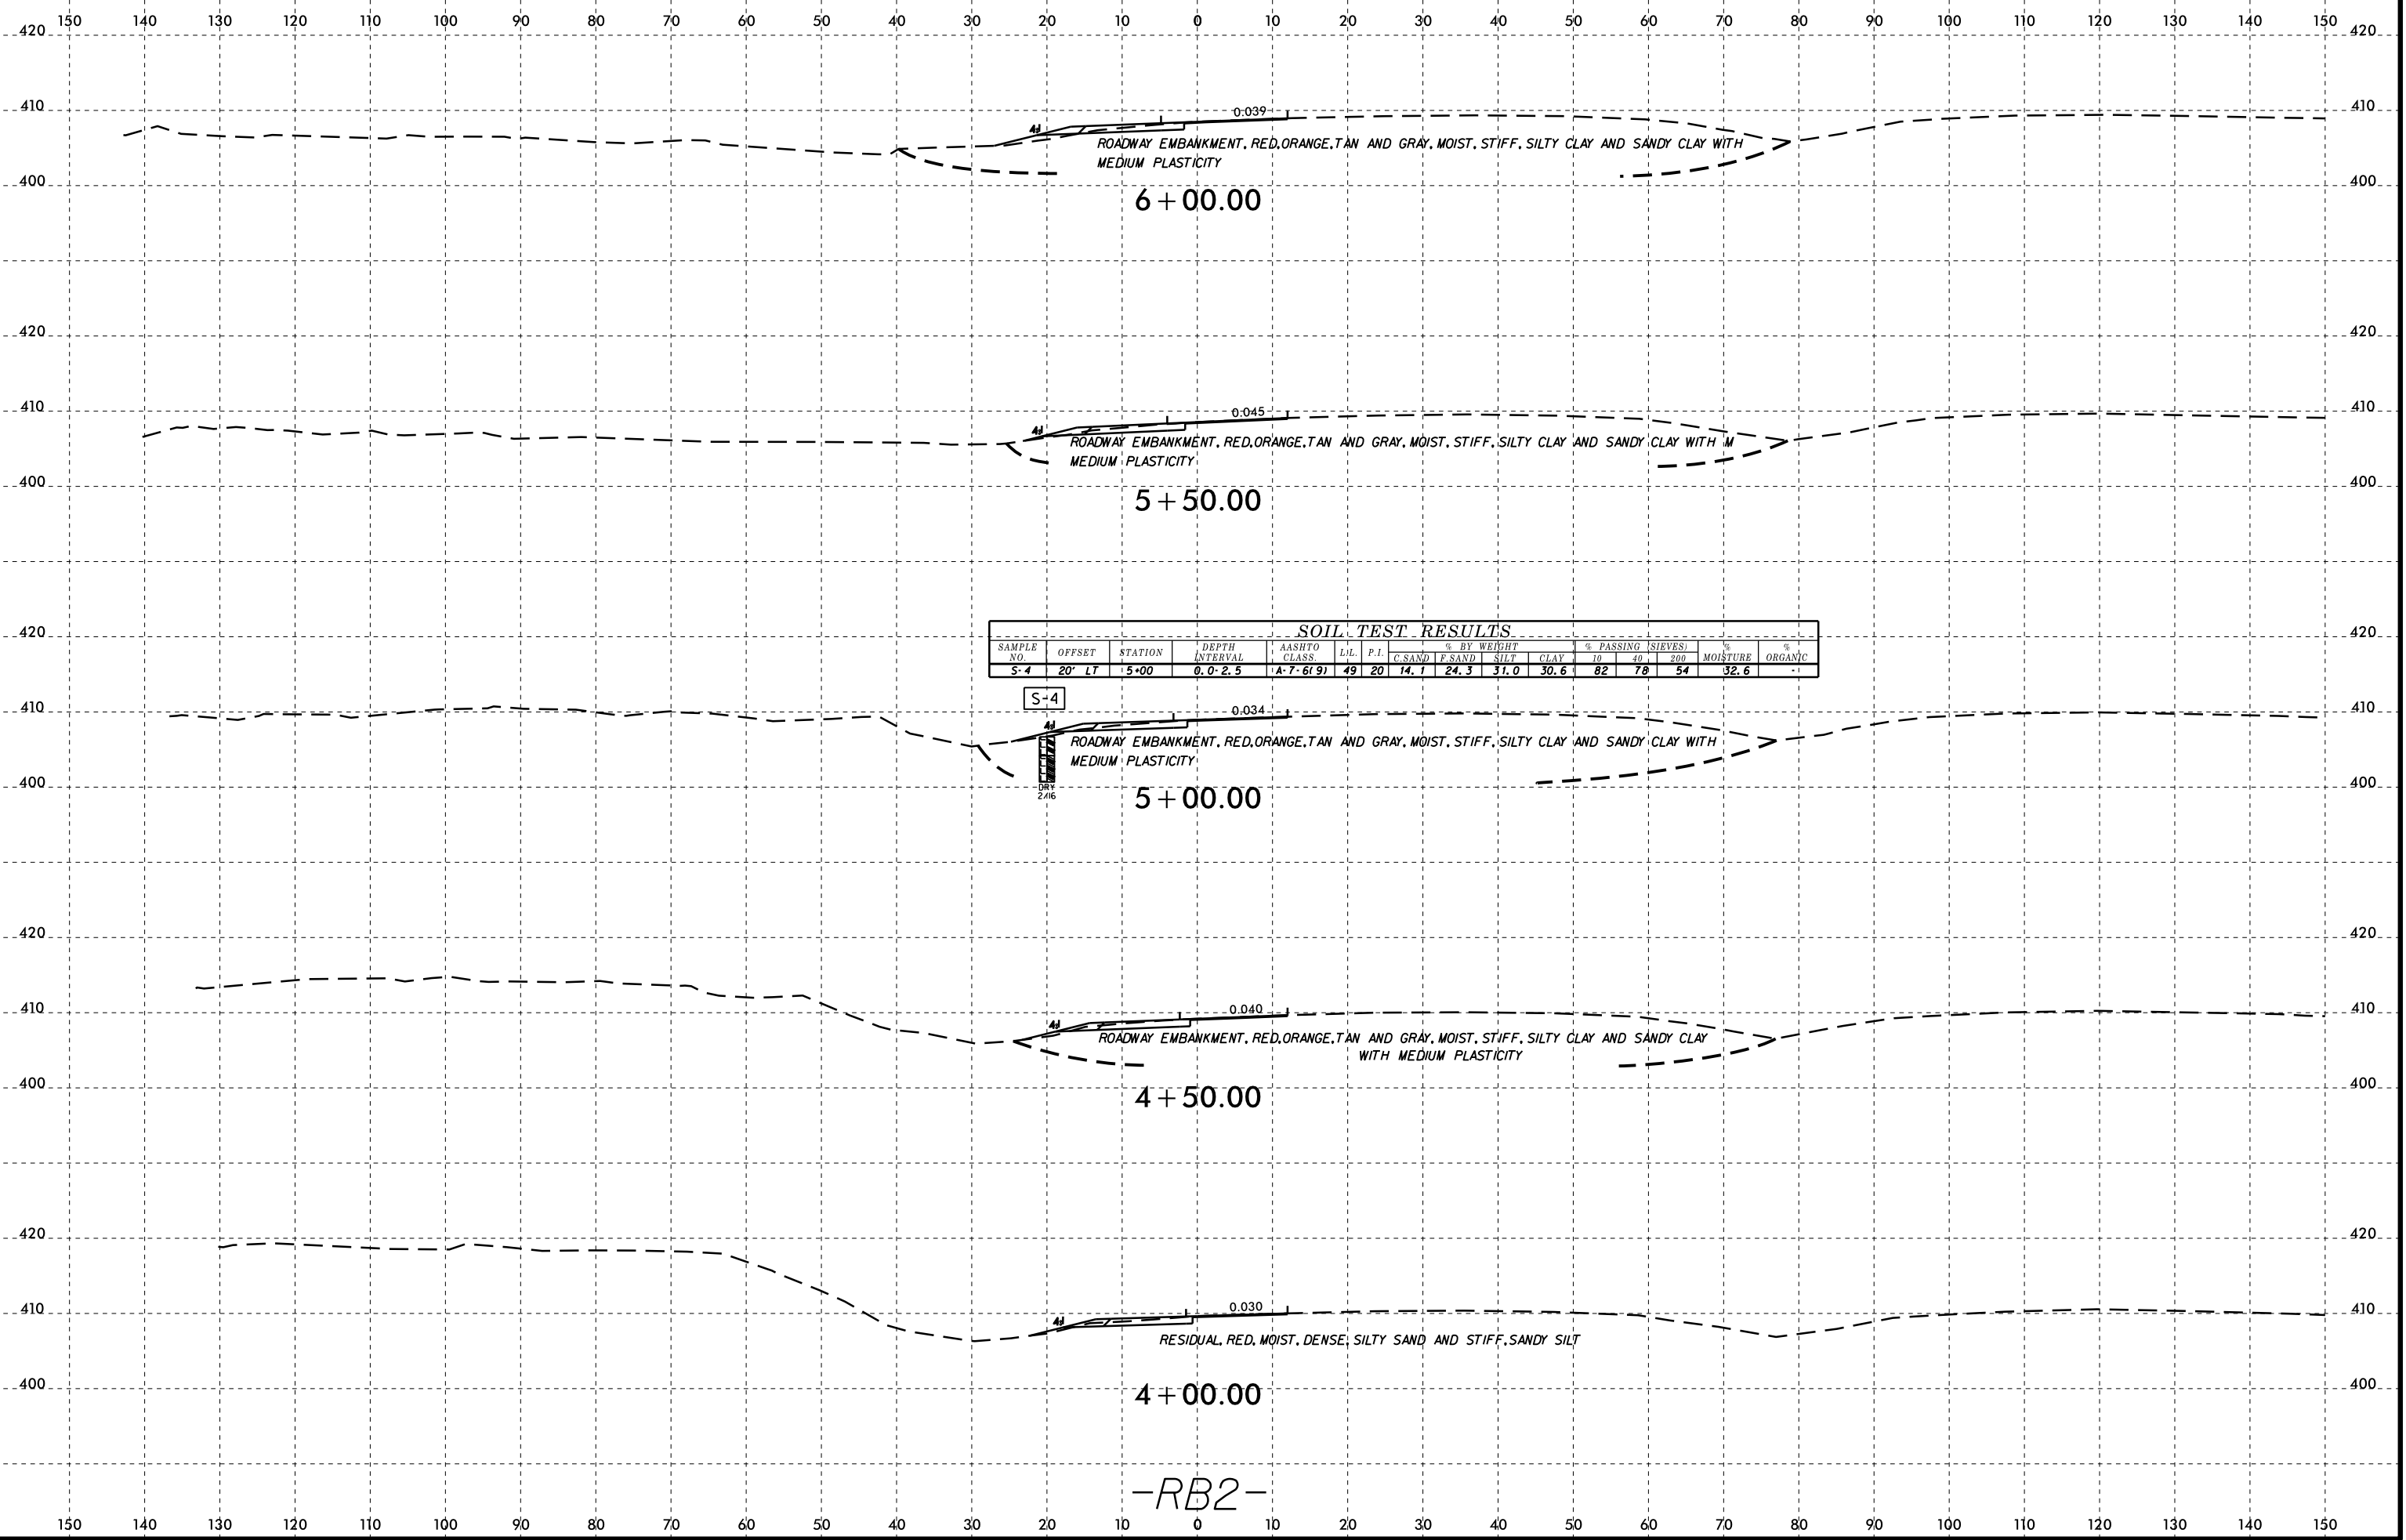 150 140 130 120 110 100 90 80 70 60 50 40 30 20 10 0 10 20 30 40 50 60 70 80 90 100 110 120 130 140 150
420 420
410 410
0.039
4:1
ROADWAY EMBANKMENT, RED,ORANGE,TAN AND GRAY, MOIST, STIFF, SILTY CLAY AND SANDY CLAY WITH
MEDIUM PLASTICITY
400 400
6+00.00
420 420
410 410
0.045
4:1
ROADWAY EMBANKMENT, RED,ORANGE,TAN AND GRAY, MOIST, STIFF, SILTY CLAY AND SANDY CLAY WITH M
MEDIUM PLASTICITY
400 400
5+50.00
420 420
SOIL TEST RESULTS
SAMPLE NO. OFFSET STATION DEPTH INTERVAL AASHTO CLASS. L.L. P.I. % BY WEIGHT C.SAND F.SAND SILT CLAY % PASSING (SIEVES) 10 40 200 % MOISTURE % ORGANIC
S-4 20' LT 5+00 0.0-2.5 A-7-6(9) 49 20 14.1 24.3 31.0 30.6 82 78 54 32.6 -
S-4
410 410
0.034
4:1
ROADWAY EMBANKMENT, RED,ORANGE,TAN AND GRAY, MOIST, STIFF, SILTY CLAY AND SANDY CLAY WITH
MEDIUM PLASTICITY
400 400
DRY
2/16
5+00.00
420 420
410 410
0.040
4:1
ROADWAY EMBANKMENT, RED,ORANGE,TAN AND GRAY, MOIST, STIFF, SILTY CLAY AND SANDY CLAY
WITH MEDIUM PLASTICITY
400 400
4+50.00
420 420
410 410
0.030
4:1
RESIDUAL, RED, MOIST, DENSE, SILTY SAND AND STIFF,SANDY SILT
400 400
4+00.00
-RB2-
150 140 130 120 110 100 90 80 70 60 50 40 30 20 10 0 10 20 30 40 50 60 70 80 90 100 110 120 130 140 150